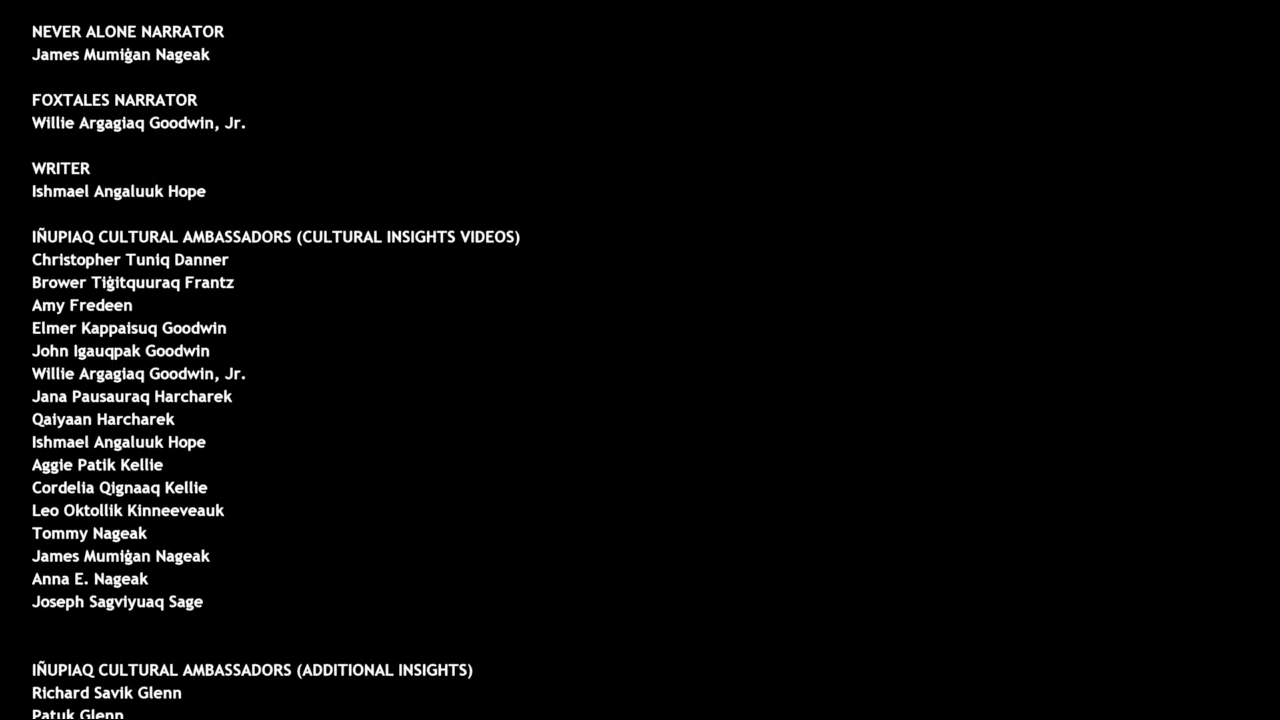 NEVER ALONE NARRATOR
James Mumiġan Nageak
FOXTALES NARRATOR
Willie Argagiaq Goodwin, Jr.
WRITER
Ishmael Angaluuk Hope
IÑUPIAQ CULTURAL AMBASSADORS (CULTURAL INSIGHTS VIDEOS)
Christopher Tuniq Danner
Brower Tiġitquuraq Frantz
Amy Fredeen
Elmer Kappaisuq Goodwin
John Igauqpak Goodwin
Willie Argagiaq Goodwin, Jr.
Jana Pausauraq Harcharek
Qaiyaan Harcharek
Ishmael Angaluuk Hope
Aggie Patik Kellie
Cordelia Qignaaq Kellie
Leo Oktollik Kinneeveauk
Tommy Nageak
James Mumiġan Nageak
Anna E. Nageak
Joseph Sagviyuaq Sage
IÑUPIAQ CULTURAL AMBASSADORS (ADDITIONAL INSIGHTS)
Richard Savik Glenn
Patuk Glenn